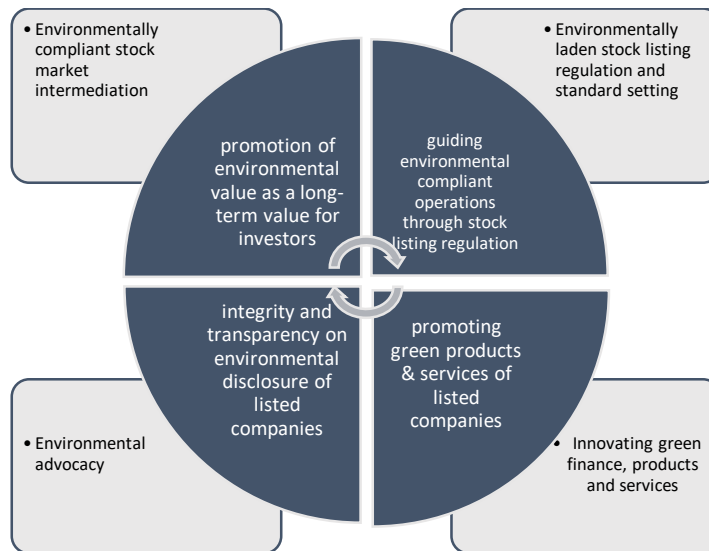 • Environmentally
compliant stock
market
intermediation
• Environmentally
laden stock listing
regulation and
standard setting
promotion of
environmental
value as a long-
term value for
investors
guiding
environmental
compliant
operations
through stock
listing regulation
integrity and
transparency on
environmental
disclosure of
listed
companies
promoting
green products
& services of
listed
companies
• Environmental
advocacy
• Innovating green
finance, products
and services